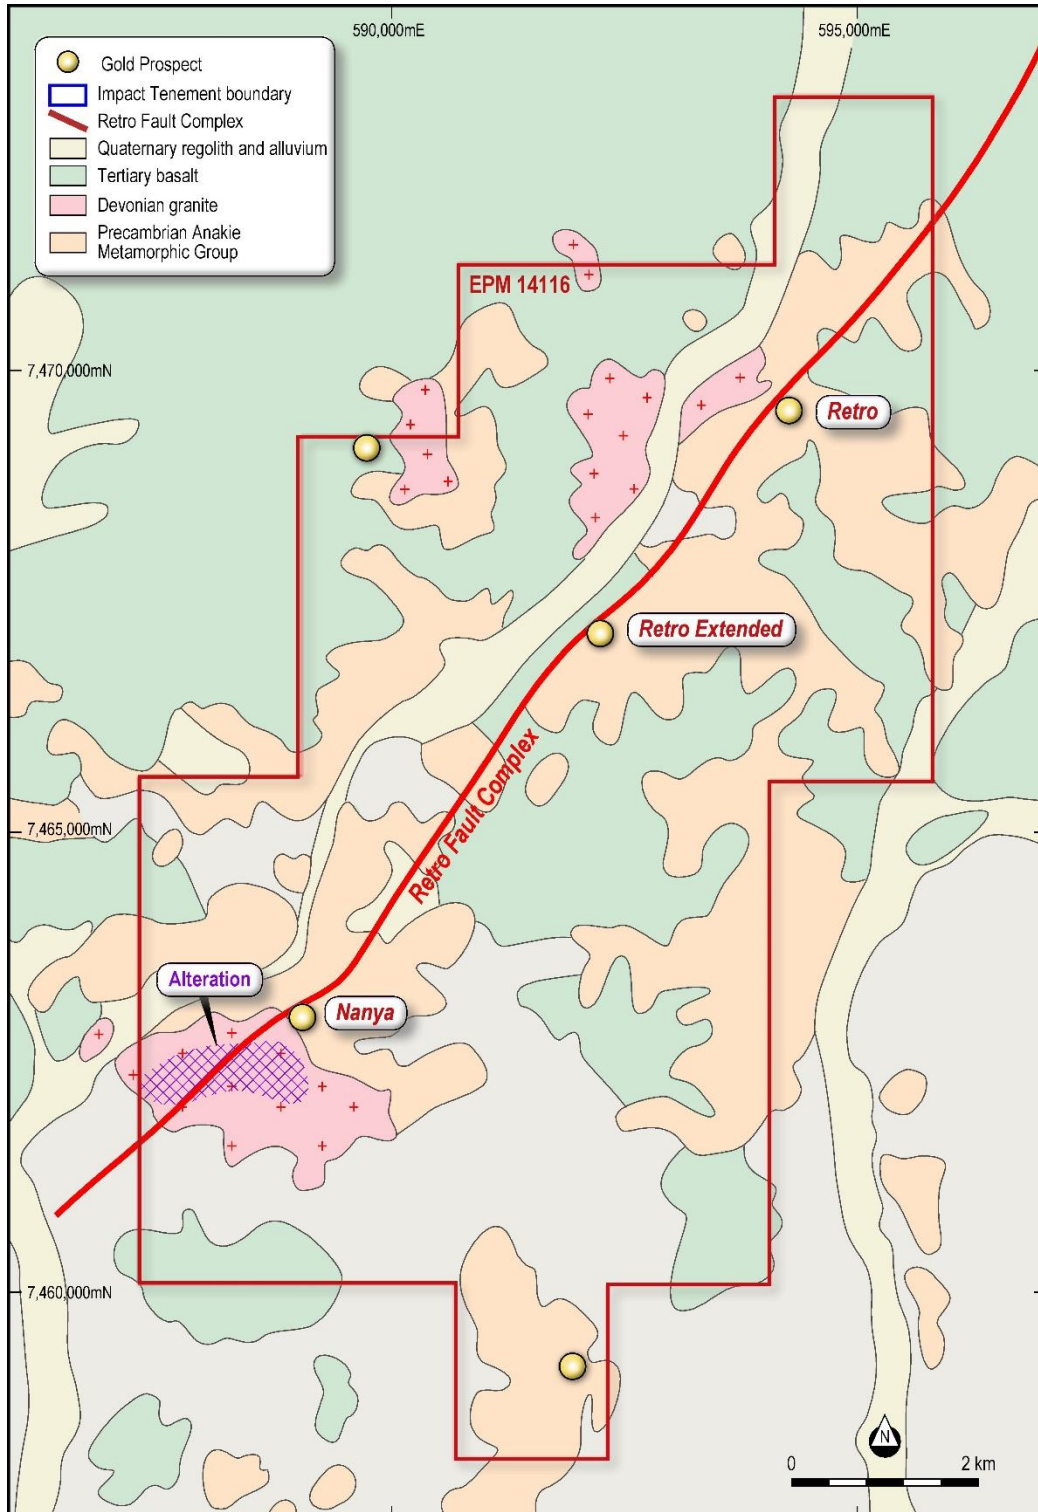 590,000mE
595,000mE
Gold Prospect
Impact Tenement boundary
Retro Fault Complex
Quaternary regolith and alluvium
Tertiary basalt
Devonian granite
Precambrian Anakie
Metamorphic Group
EPM 14116
7,470,000mN
Retro
Retro Extended
Retro Fault Complex
7,465,000mN
Alteration
Nanya
7,460,000mN
N
0 2 km